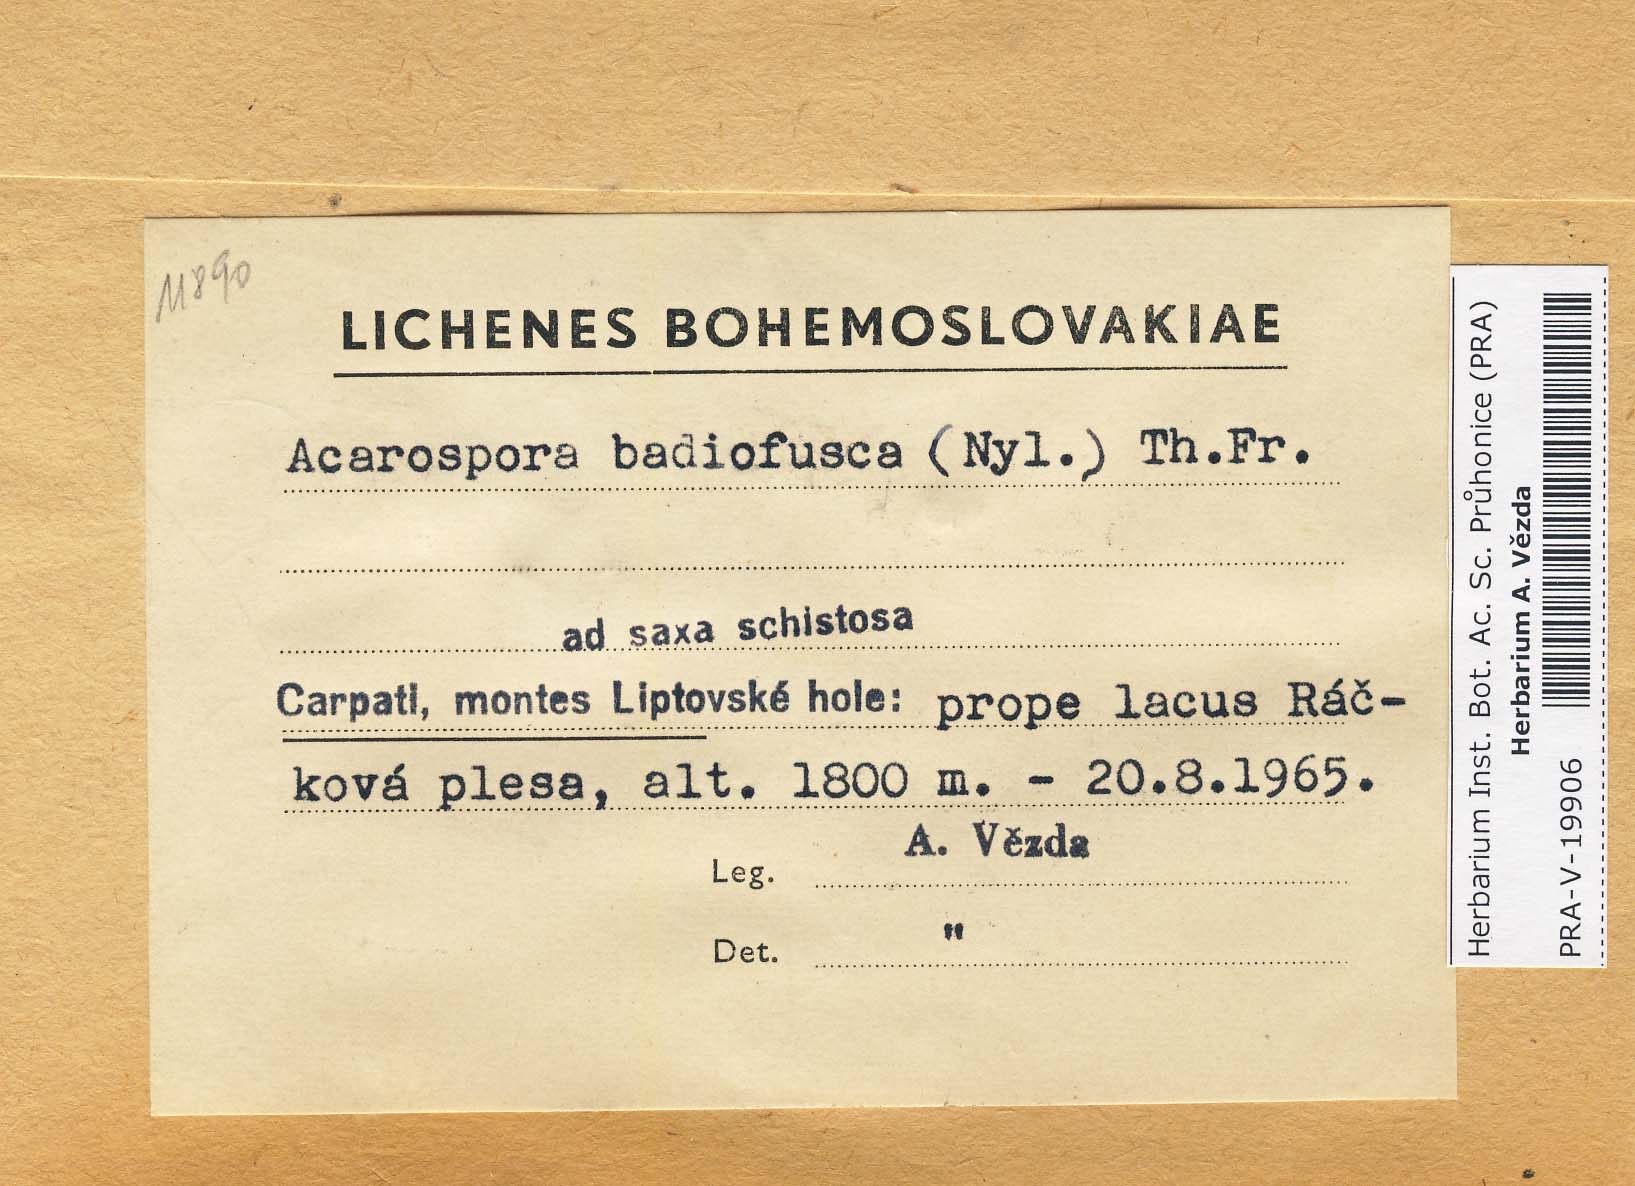 11890
LICHENES BOHEMOSLOVAKIAE
Acarospora badiofusca (Nyl.) Th.Fr.
ad saxa schistosa
Carpati, montes Liptovské hole: prope lacus Ráč-
ková plesa, alt. 1800 m. - 20.8.1965.
A. Vězda
Leg.
"
Det.
Herbarium Inst. Bot. Ac. Sc. Průhonice (PRA)
Herbarium A. Vězda
PRA-V-19906